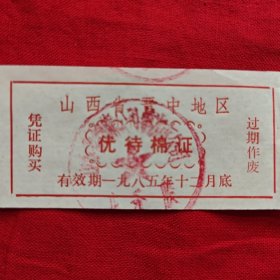 山西省晋中地区
凭证购买
优待棉证
过期作废
有效期一九八五年十二月底